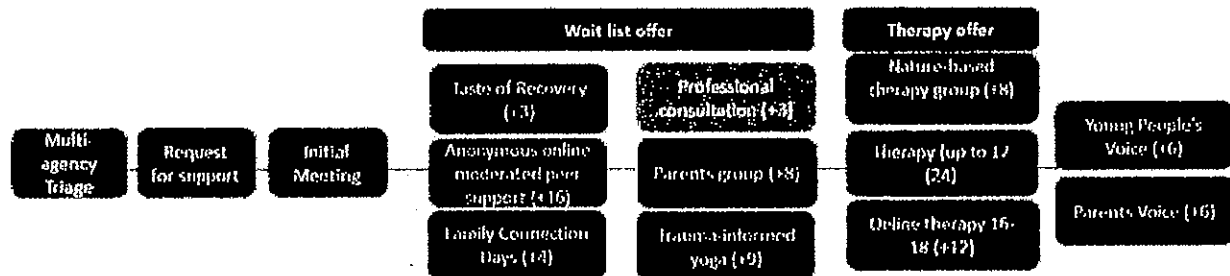 Wait list offer
Therapy offer
Multi-
agency
Triage
Request
for support
Initial
Meeting
Taste of Recovery
(+3)
Anonymous online
moderated peer
support (+16)
Family Connection
Days (+4)
Professional
consultation (+3)
Parents group (+8)
Trauma-informed
yoga (+9)
Nature-based
therapy group (+8)
Therapy (up to 17
(24)
Online therapy 16-
18 (+12)
Young People's
Voice (+6)
Parents Voice (+6)